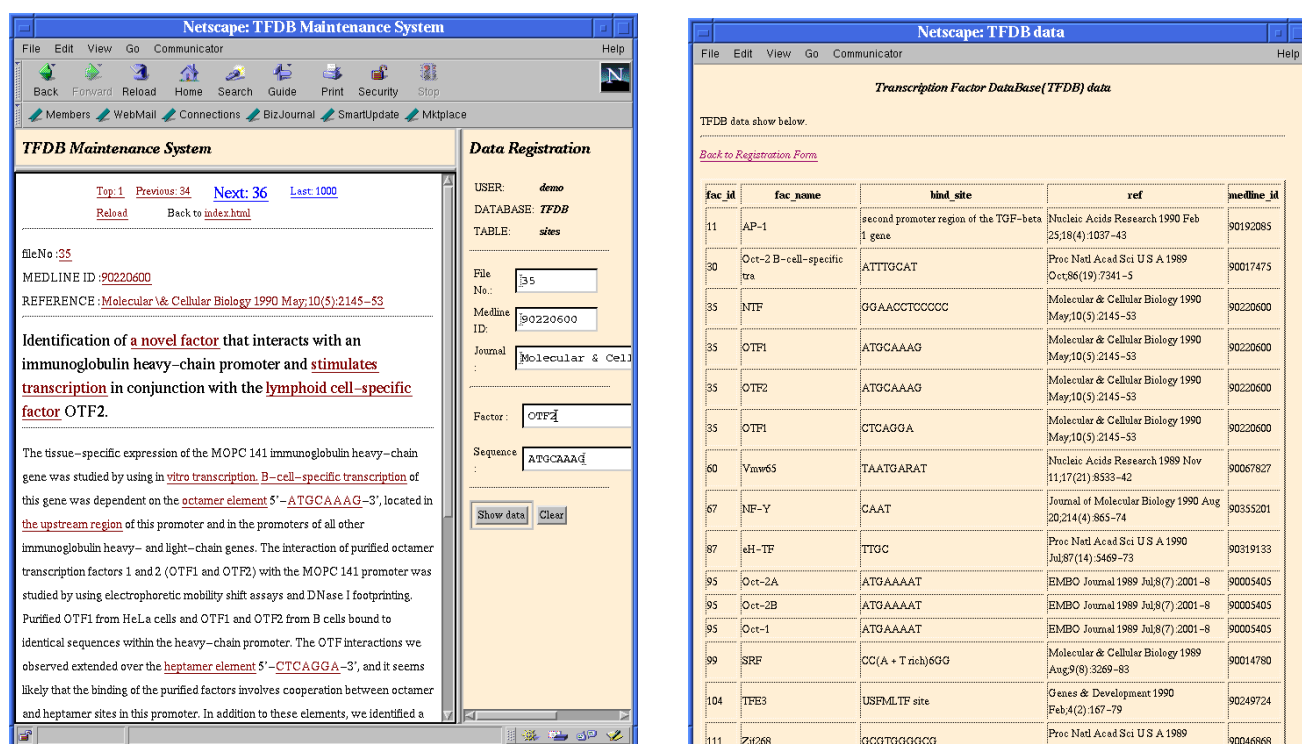 Netscape: TFDB Maintenance System
File Edit View Go Communicator Help
Back Forward Reload Home Search Guide Print Security Stop
N
Members WebMail Connections BizJournal SmartUpdate Mktplace
TFDB Maintenance System
Top: 1 Previous: 34 Next: 36 Last: 1000
Reload Back to index.html
fileNo :35
MEDLINE ID :90220600
REFERENCE :Molecular \& Cellular Biology 1990 May;10(5):2145-53
Identification of a novel factor that interacts with an
immunoglobulin heavy-chain promoter and stimulates
transcription in conjunction with the lymphoid cell-specific
factor OTF2.
The tissue-specific expression of the MOPC 141 immunoglobulin heavy-chain
gene was studied by using in vitro transcription. B-cell-specific transcription of
this gene was dependent on the octamer element 5'-ATGCAAAG-3', located in
the upstream region of this promoter and in the promoters of all other
immunoglobulin heavy- and light-chain genes. The interaction of purified octamer
transcription factors 1 and 2 (OTF1 and OTF2) with the MOPC 141 promoter was
studied by using electrophoretic mobility shift assays and DNase I footprinting.
Purified OTF1 from HeLa cells and OTF1 and OTF2 from B cells bound to
identical sequences within the heavy-chain promoter. The OTF interactions we
observed extended over the heptamer element 5'-CTCAGGA-3', and it seems
likely that the binding of the purified factors involves cooperation between octamer
and heptamer sites in this promoter. In addition to these elements, we identified a
Data Registration
USER: demo
DATABASE: TFDB
TABLE: sites
File
No.: 35
Medline
ID: 90220600
Journal
: Molecular & Cell
Factor : OTF2
Sequence
: ATGCAAAG
Show data Clear
Netscape: TFDB data
File Edit View Go Communicator Help
Transcription Factor DataBase(TFDB) data
TFDB data show below.
Back to Registration Form
fac_id fac_name bind_site ref medline_id
11 AP-1 second promoter region of the TGF-beta 1 gene Nucleic Acids Research 1990 Feb 25;18(4):1037-43 90192085
30 Oct-2 B-cell-specific tra ATTTGCAT Proc Natl Acad Sci U S A 1989 Oct;86(19):7341-5 90017475
35 NTF GGAACCTCCCCC Molecular & Cellular Biology 1990 May;10(5):2145-53 90220600
35 OTF1 ATGCAAAG Molecular & Cellular Biology 1990 May;10(5):2145-53 90220600
35 OTF2 ATGCAAAG Molecular & Cellular Biology 1990 May;10(5):2145-53 90220600
35 OTF1 CTCAGGA Molecular & Cellular Biology 1990 May;10(5):2145-53 90220600
60 Vmw65 TAATGARAT Nucleic Acids Research 1989 Nov 11;17(21):8533-42 90067827
67 NF-Y CAAT Journal of Molecular Biology 1990 Aug 20;214(4):865-74 90355201
87 eH-TF TTGC Proc Natl Acad Sci U S A 1990 Jul;87(14):5469-73 90319133
95 Oct-2A ATGAAAAT EMBO Journal 1989 Jul;8(7):2001-8 90005405
95 Oct-2B ATGAAAAT EMBO Journal 1989 Jul;8(7):2001-8 90005405
95 Oct-1 ATGAAAAT EMBO Journal 1989 Jul;8(7):2001-8 90005405
99 SRF CC(A + T rich)6GG Molecular & Cellular Biology 1989 Aug;9(8):3269-83 90014780
104 TFE3 USFMLTF site Genes & Development 1990 Feb;4(2):167-79 90249724
111 Zif268 GCGTGGGGCG Proc Natl Acad Sci U S A 1989 90046868